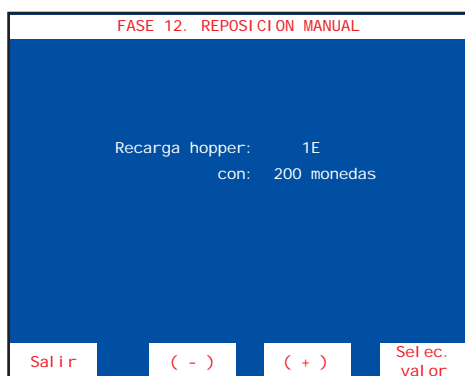 FASE 12. REPOSICION MANUAL
Recarga hopper: 1E
con: 200 monedas
Salir ( - ) ( + ) Selec.
valor